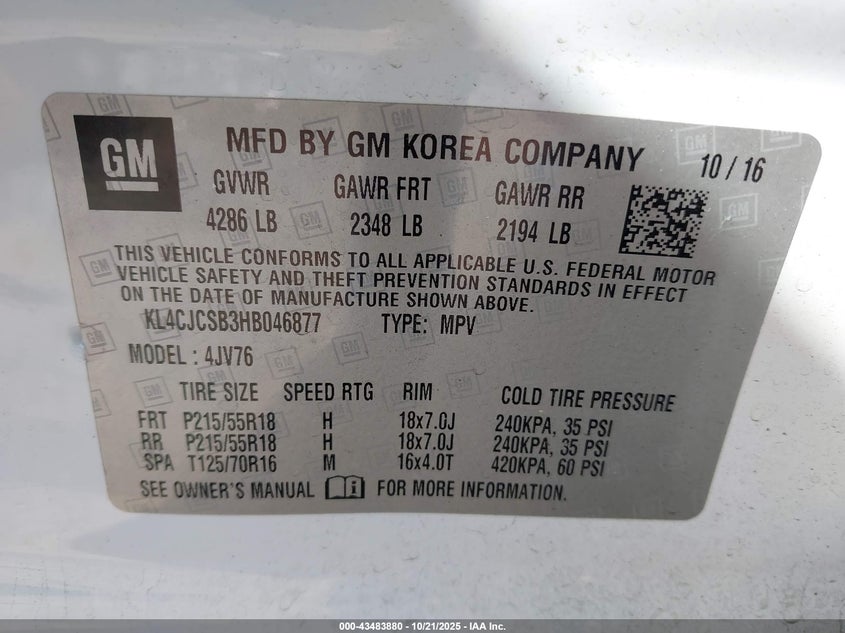 GM
MFD BY GM KOREA COMPANY 10/16
GVWR GAWR FRT GAWR RR
4286 LB 2348 LB 2194 LB
THIS VEHICLE CONFORMS TO ALL APPLICABLE U.S. FEDERAL MOTOR
VEHICLE SAFETY AND THEFT PREVENTION STANDARDS IN EFFECT
ON THE DATE OF MANUFACTURE SHOWN ABOVE.
KL4CJCSB3HB046877 TYPE: MPV
MODEL: 4JV76
TIRE SIZE SPEED RTG RIM COLD TIRE PRESSURE
FRT P215/55R18 H 18x7.0J 240KPA, 35 PSI
RR P215/55R18 H 18x7.0J 240KPA, 35 PSI
SPA T125/70R16 M 16x4.0T 420KPA, 60 PSI
SEE OWNER'S MANUAL i FOR MORE INFORMATION.
000-43483880 - 10/21/2025 - IAA Inc.